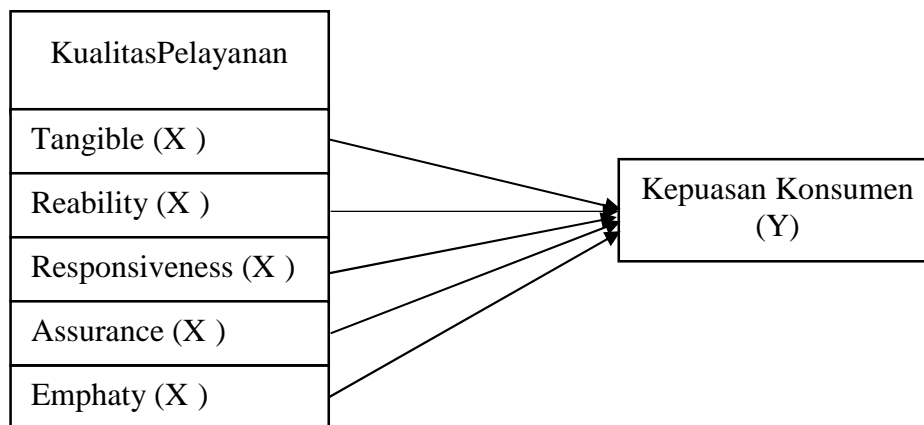 KualitasPelayanan
Tangible (X )
Reability (X )
Responsiveness (X )
Assurance (X )
Emphaty (X )
Kepuasan Konsumen
(Y)